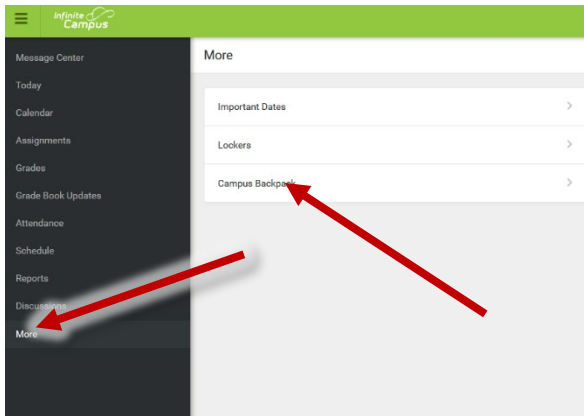 Infinite
Campus
Message Center
Today
Calendar
Assignments
Grades
Grade Book Updates
Attendance
Schedule
Reports
Discussions
More
More
Important Dates
Lockers
Campus Backpack